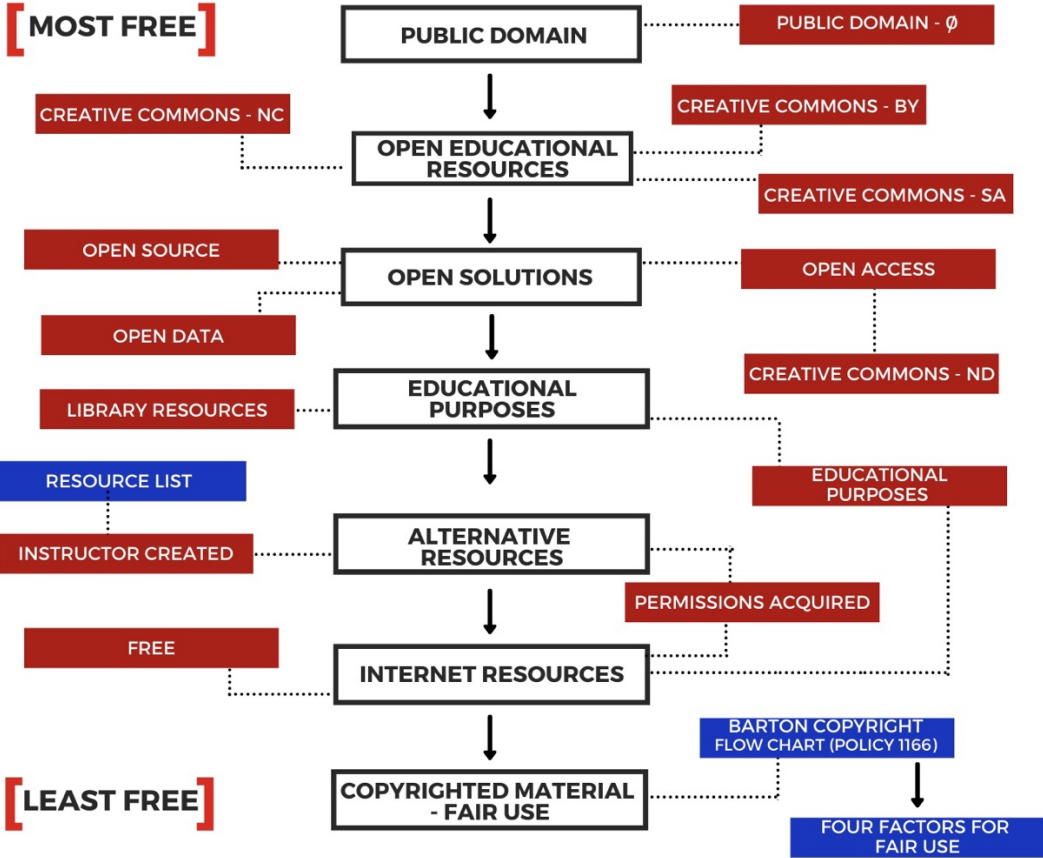 [MOST FREE]
PUBLIC DOMAIN
PUBLIC DOMAIN - Ø
CREATIVE COMMONS - NC
CREATIVE COMMONS - BY
OPEN EDUCATIONAL
RESOURCES
CREATIVE COMMONS - SA
OPEN SOURCE
OPEN SOLUTIONS
OPEN ACCESS
OPEN DATA
CREATIVE COMMONS - ND
LIBRARY RESOURCES
EDUCATIONAL
PURPOSES
RESOURCE LIST
EDUCATIONAL
PURPOSES
INSTRUCTOR CREATED
ALTERNATIVE
RESOURCES
PERMISSIONS ACQUIRED
FREE
INTERNET RESOURCES
BARTON COPYRIGHT
FLOW CHART (POLICY 1166)
[LEAST FREE]
COPYRIGHTED MATERIAL
- FAIR USE
FOUR FACTORS FOR
FAIR USE